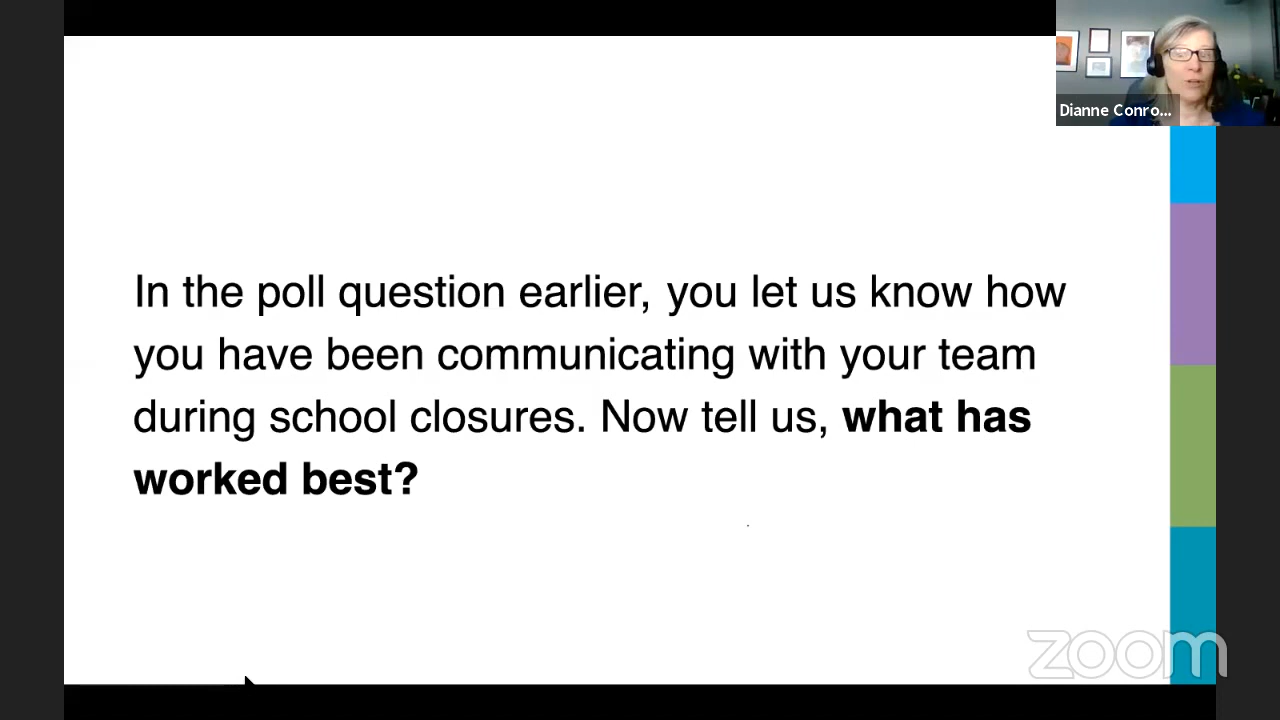 Dianne Conro...
In the poll question earlier, you let us know how
you have been communicating with your team
during school closures. Now tell us, what has
worked best?
zoom